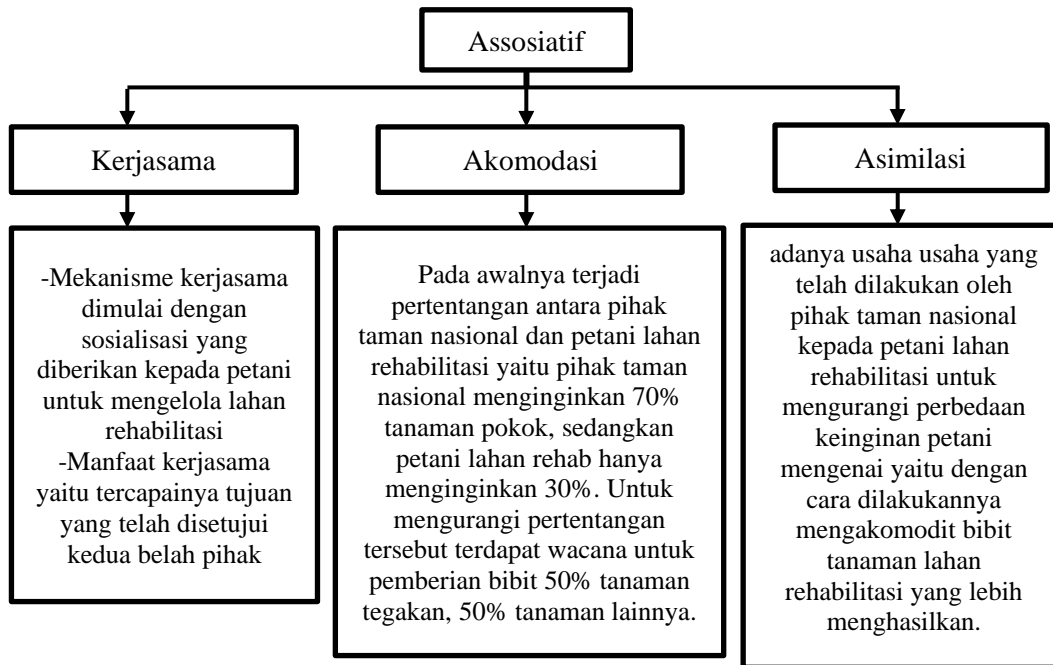 Assosiatif
Kerjasama
Akomodasi
Asimilasi
-Mekanisme kerjasama
dimulai dengan
sosialisasi yang
diberikan kepada petani
untuk mengelola lahan
rehabilitasi
-Manfaat kerjasama
yaitu tercapainya tujuan
yang telah disetujui
kedua belah pihak
Pada awalnya terjadi
pertentangan antara pihak
taman nasional dan petani lahan
rehabilitasi yaitu pihak taman
nasional menginginkan 70%
tanaman pokok, sedangkan
petani lahan rehab hanya
menginginkan 30%. Untuk
mengurangi pertentangan
tersebut terdapat wacana untuk
pemberian bibit 50% tanaman
tegakan, 50% tanaman lainnya.
adanya usaha usaha yang
telah dilakukan oleh
pihak taman nasional
kepada petani lahan
rehabilitasi untuk
mengurangi perbedaan
keinginan petani
mengenai yaitu dengan
cara dilakukannya
mengakomodit bibit
tanaman lahan
rehabilitasi yang lebih
menghasilkan.